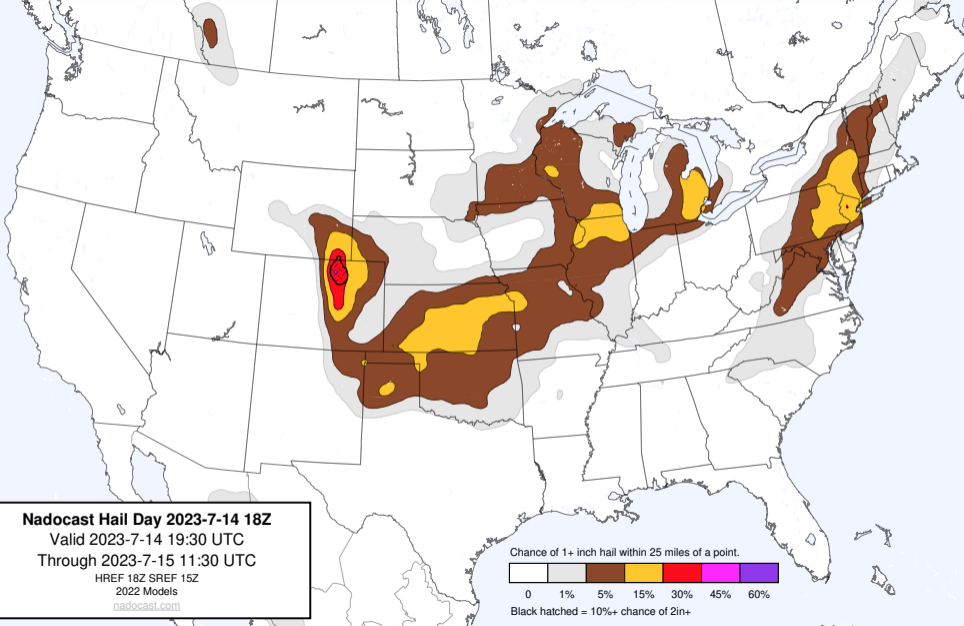 Nadocast Hail Day 2023-7-14 18Z
Valid 2023-7-14 19:30 UTC
Through 2023-7-15 11:30 UTC
HREF 18Z SREF 15Z
2022 Models
nadocast.com
Chance of 1+ inch hail within 25 miles of a point.
0 1% 5% 15% 30% 45% 60%
Black hatched = 10%+ chance of 2in+